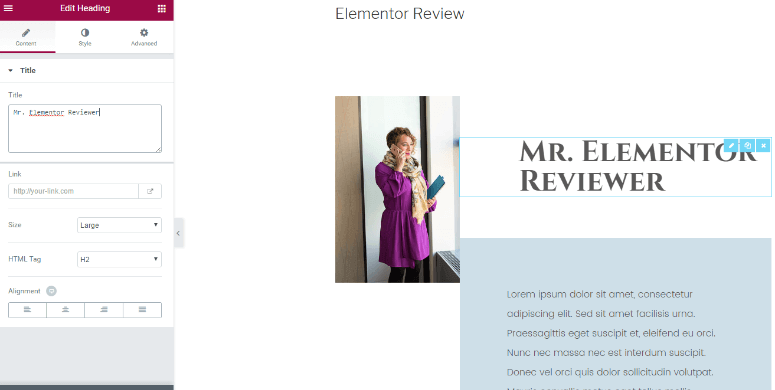 Edit Heading
Content
Style
Advanced
Title
Title
Mr. Elementor Reviewer
Link
http://your-link.com
Size
Large
HTML Tag
H2
Alignment
Elementor Review
Mr. Elementor
Reviewer
Lorem ipsum dolor sit amet, consectetur
adipiscing elit. Sed sit amet facilisis urna.
Praesagittis eget suscipit et, eleifend eu orci.
Nunc nec massa nec est interdum suscipit.
Donec vel orci quis dolor sollicitudin volutpat.